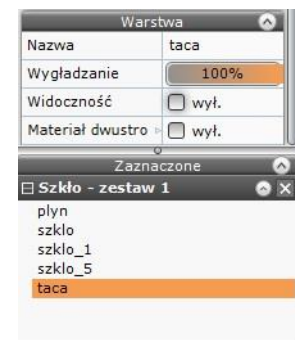 Warstwa
Nazwa taca
Wygładzanie 100%
Widoczność wył.
Materiał dwustro wył.
Zaznaczone
Szkło - zestaw 1
plyn
szklo
szklo_1
szklo_5
taca